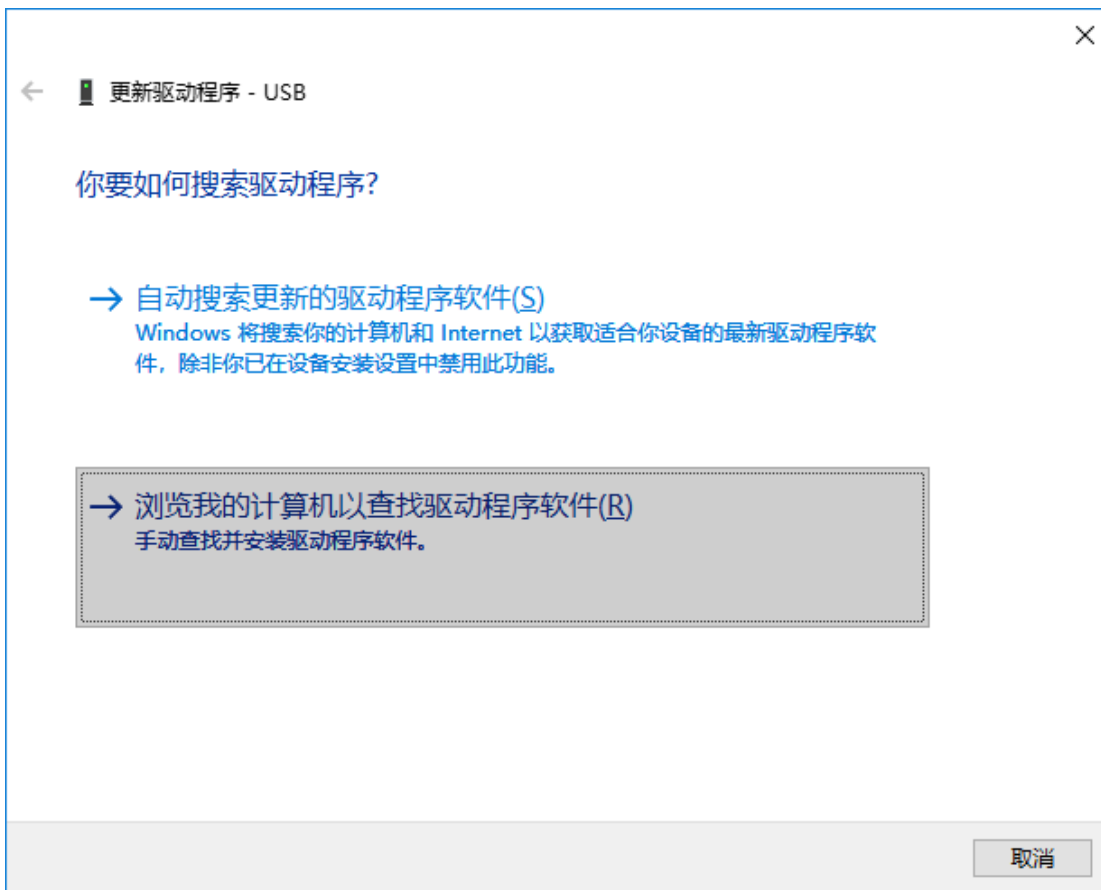 更新驱动程序 - USB
你要如何搜索驱动程序?
自动搜索更新的驱动程序软件(S)
Windows 将搜索你的计算机和 Internet 以获取适合你设备的最新驱动程序软
件，除非你已在设备安装设置中禁用此功能。
浏览我的计算机以查找驱动程序软件(R)
手动查找并安装驱动程序软件。
取消